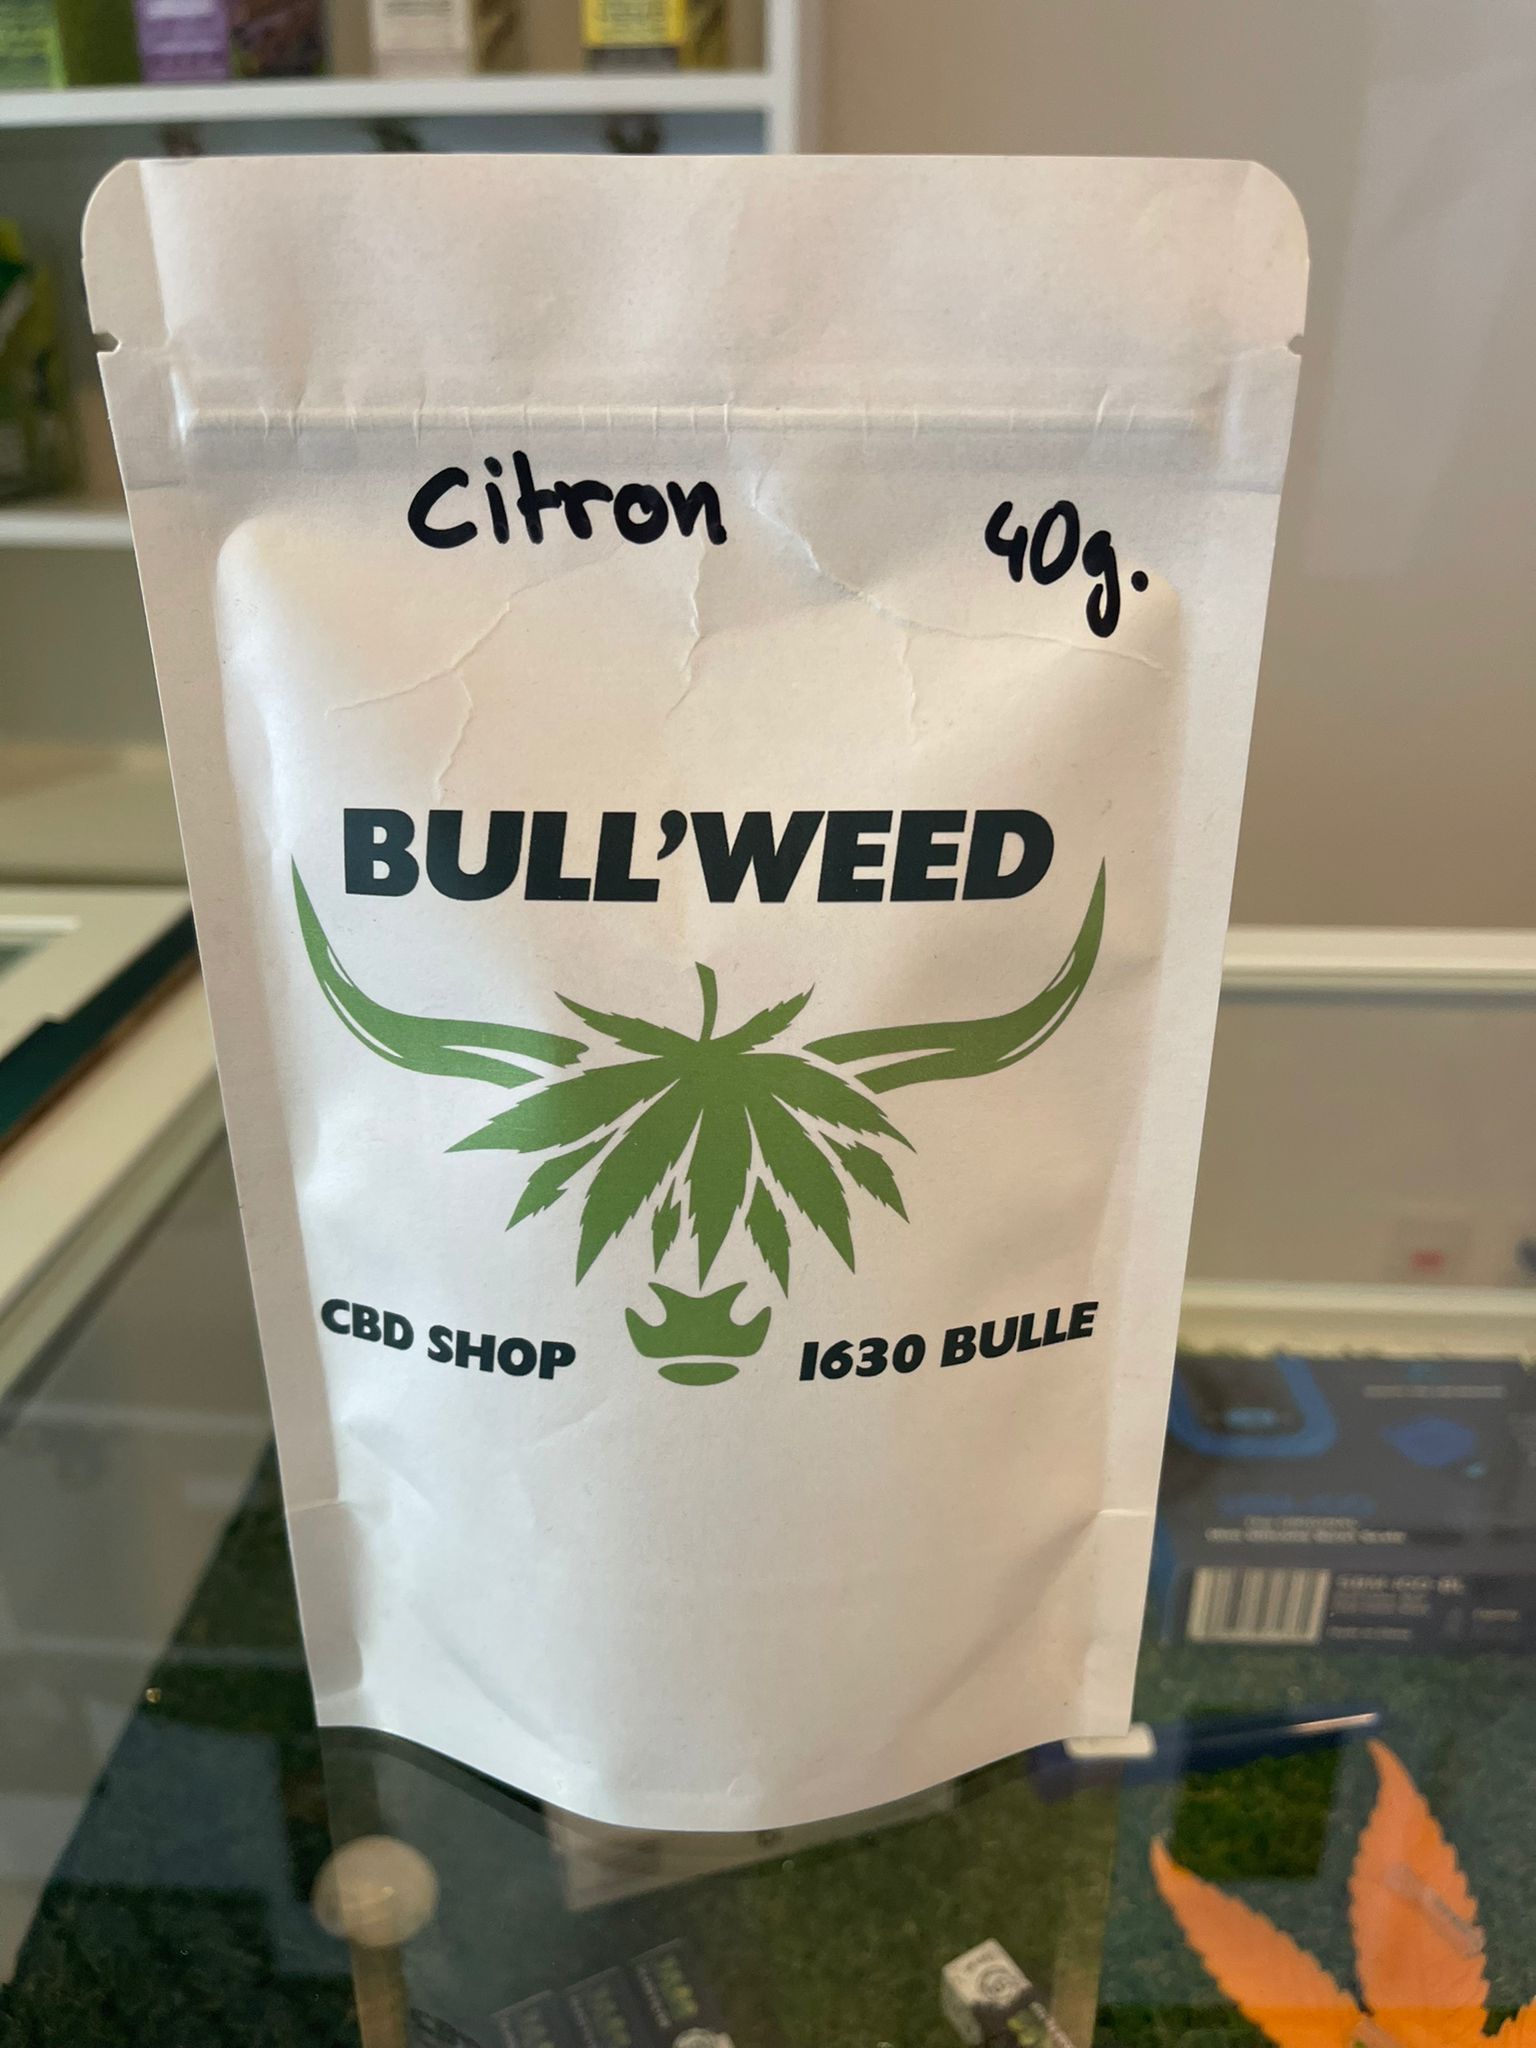 Citron 40g.
BULL'WEED
CBD SHOP 1630 BULLE